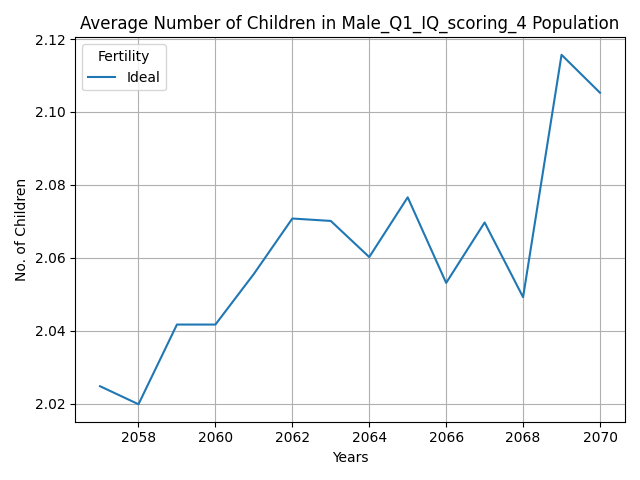 Average Number of Children in Male_Q1_IQ_scoring_4 Population
2.12
2.10
2.08
2.06
2.04
2.02
No. of Children
Fertility
Ideal
2058 2060 2062 2064 2066 2068 2070
Years